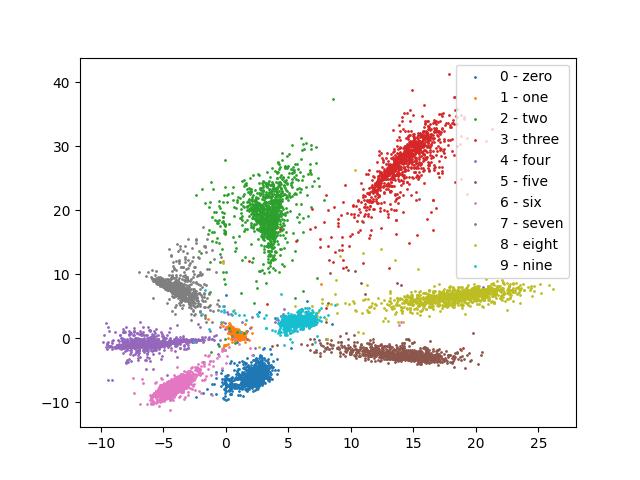 40
30
20
10
0
−10
−10
−5
0
5
10
15
20
25
0 - zero
1 - one
2 - two
3 - three
4 - four
5 - five
6 - six
7 - seven
8 - eight
9 - nine